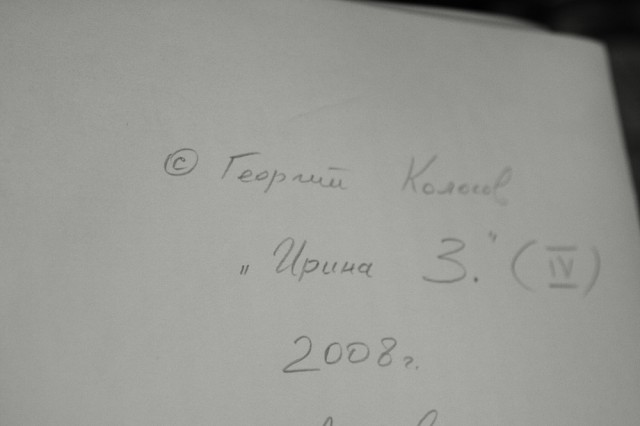 © Георгий Колосов
„Ирина З." (IV)
2008г.